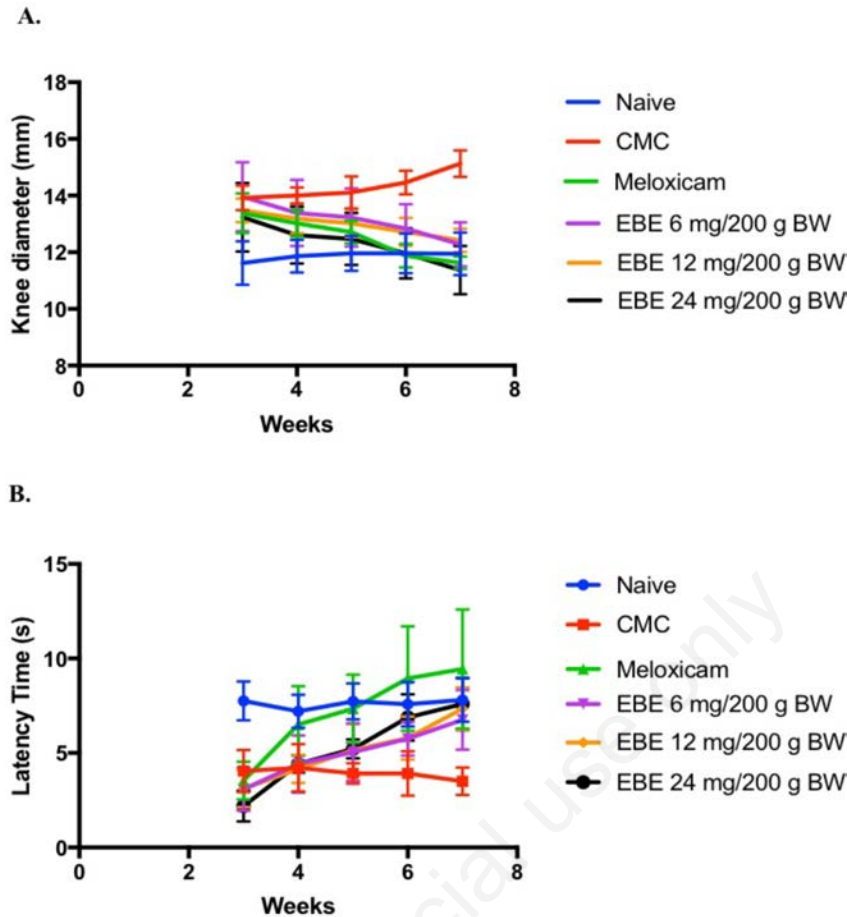 A.
Knee diameter (mm)
18
16
14
12
10
8
0
2
4
6
8
Weeks
Naive
CMC
Meloxicam
EBE 6 mg/200 g BW
EBE 12 mg/200 g BW
EBE 24 mg/200 g BW
B.
Latency Time (s)
15
10
5
0
0
2
4
6
8
Weeks
Naive
CMC
Meloxicam
EBE 6 mg/200 g BW
EBE 12 mg/200 g BW
EBE 24 mg/200 g BW
cial use only